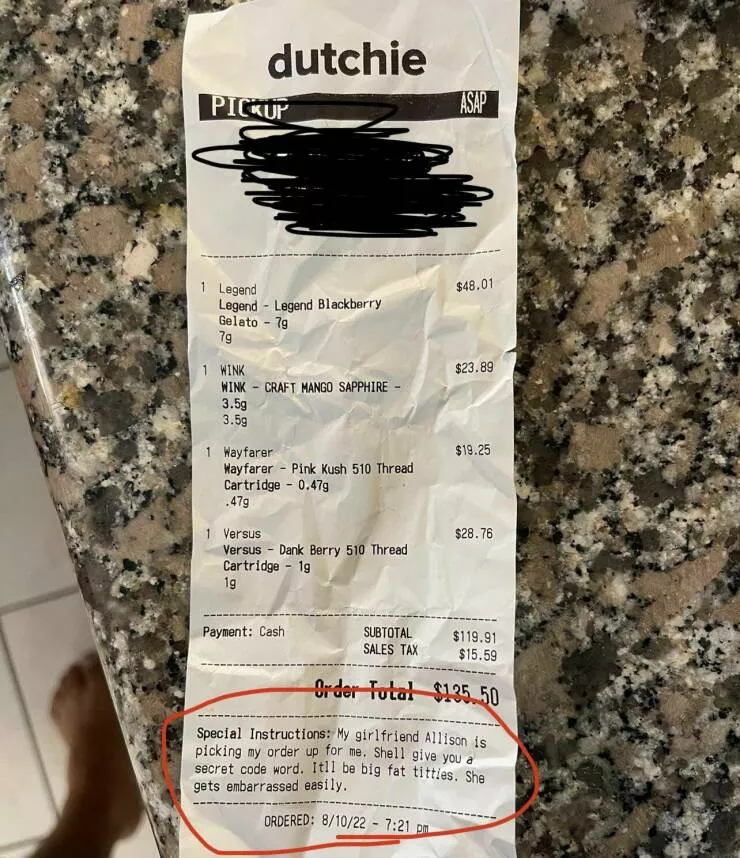 dutchie
PICKUP ASAP
1 Legend $48.01
Legend - Legend Blackberry
Gelato - 7g
7g
1 WINK $23.89
WINK - CRAFT MANGO SAPPHIRE -
3.5g
3.5g
1 Wayfarer $19.25
Wayfarer - Pink Kush 510 Thread
Cartridge - 0.47g
.47g
1 Versus $28.76
Versus - Dank Berry 510 Thread
Cartridge - 1g
1g
Payment: Cash SUBTOTAL $119.91
SALES TAX $15.59
Order Total $135.50
Special Instructions: My girlfriend Allison is
picking my order up for me. Shell give you a
secret code word. Itll be big fat titties. She
gets embarrassed easily.
ORDERED: 8/10/22 - 7:21 pm